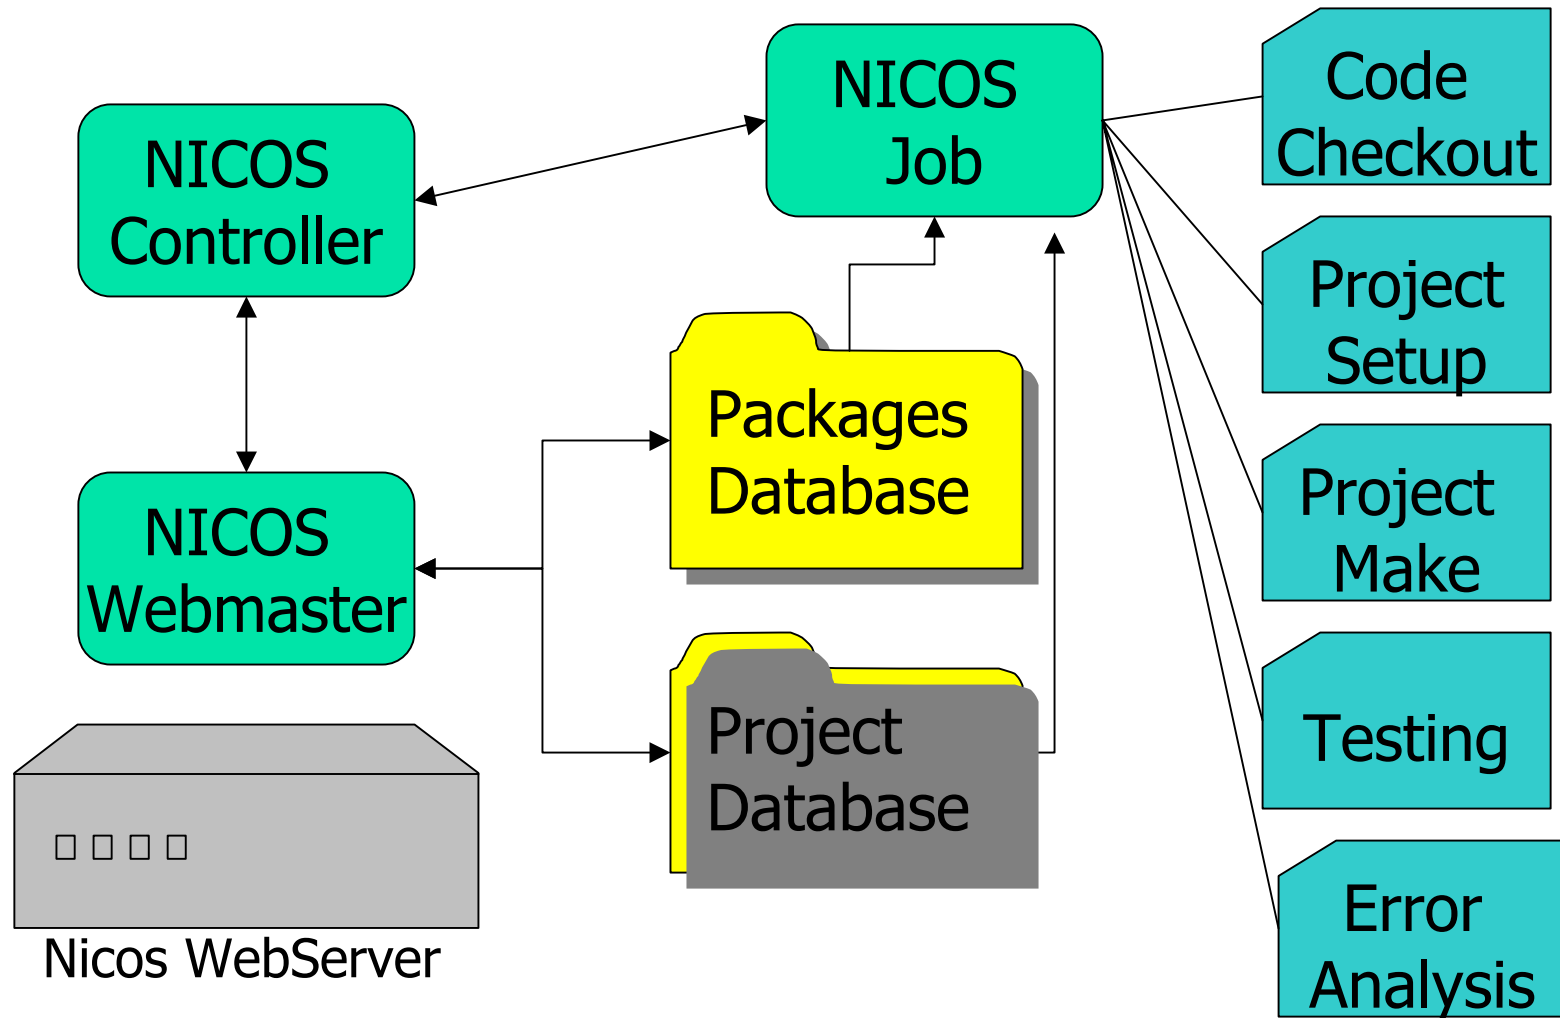 NICOS
Controller
NICOS
Job
Code
Checkout
Project
Setup
Packages
Database
Project
Make
NICOS
Webmaster
Project
Database
Testing
Error
Analysis
Nicos WebServer